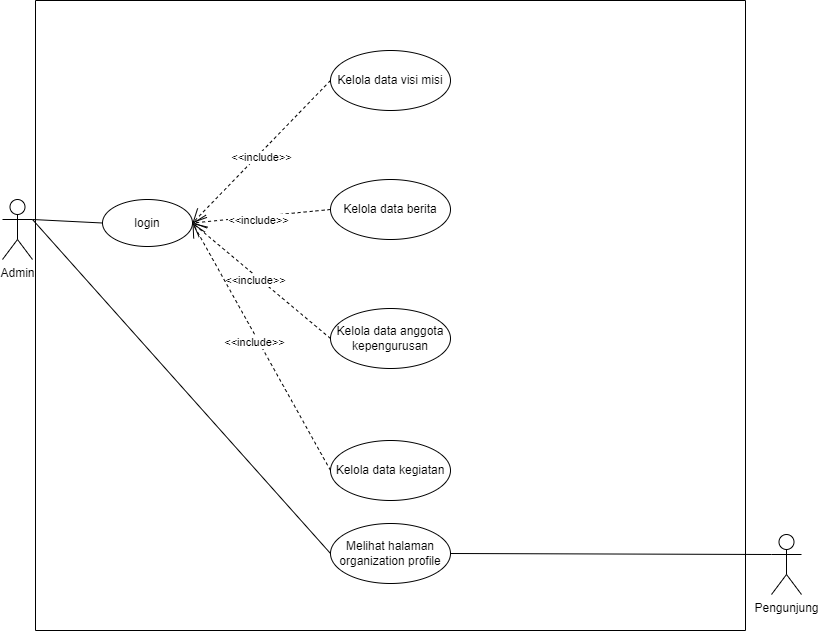 Kelola data visi misi
<<include>>
Kelola data berita
login
<<include>>
Admin
<<include>>
Kelola data anggota
kepengurusan
<<include>>
Kelola data kegiatan
Melihat halaman
organization profile
Pengunjung